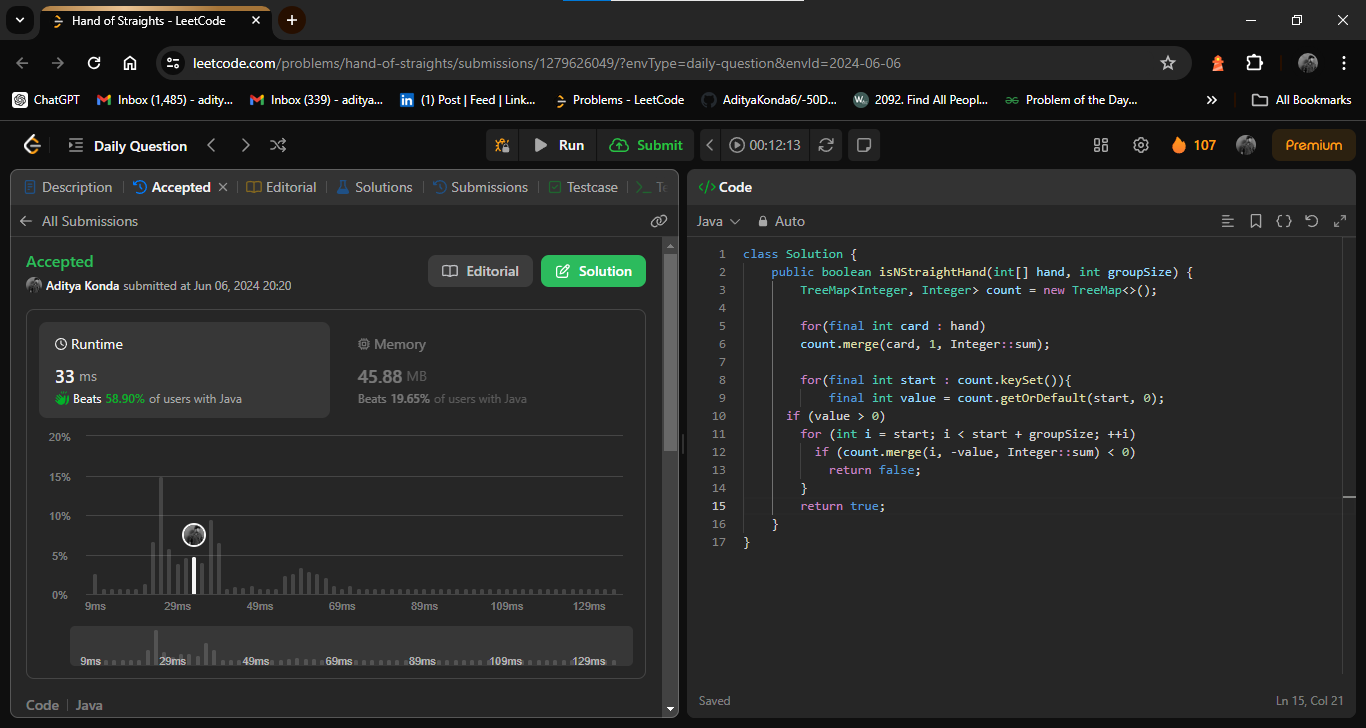 Hand of Straights - LeetCode
leetcode.com/problems/hand-of-straights/submissions/1279626049/?envType=daily-question&envId=2024-06-06
ChatGPT Inbox (1,485) - adity... Inbox (339) - aditya... (1) Post | Feed | Link... Problems - LeetCode AdityaKonda6/-50D... 2092. Find All Peopl... Problem of the Day... » All Bookmarks
Daily Question Run Submit 00:12:13 107 Premium
Description Accepted Editorial Solutions Submissions Testcase Te
All Submissions
Accepted
Editorial
Solution
Aditya Konda submitted at Jun 06, 2024 20:20
Runtime
33 ms
Beats 58.90% of users with Java
Memory
45.88 MB
Beats 19.65% of users with Java
20%
15%
10%
5%
0%
9ms 29ms 49ms 69ms 89ms 109ms 129ms
9ms 29ms 49ms 69ms 89ms 109ms 129ms
Code | Java
</> Code
Java Auto
1 class Solution {
2 public boolean isNStraightHand(int[] hand, int groupSize) {
3 TreeMap<Integer, Integer> count = new TreeMap<>();
4
5 for(final int card : hand)
6 count.merge(card, 1, Integer::sum);
7
8 for(final int start : count.keySet()){
9 final int value = count.getOrDefault(start, 0);
10 if (value > 0)
11 for (int i = start; i < start + groupSize; ++i)
12 if (count.merge(i, -value, Integer::sum) < 0)
13 return false;
14 }
15 return true;
16 }
17 }
Saved
Ln 15, Col 21